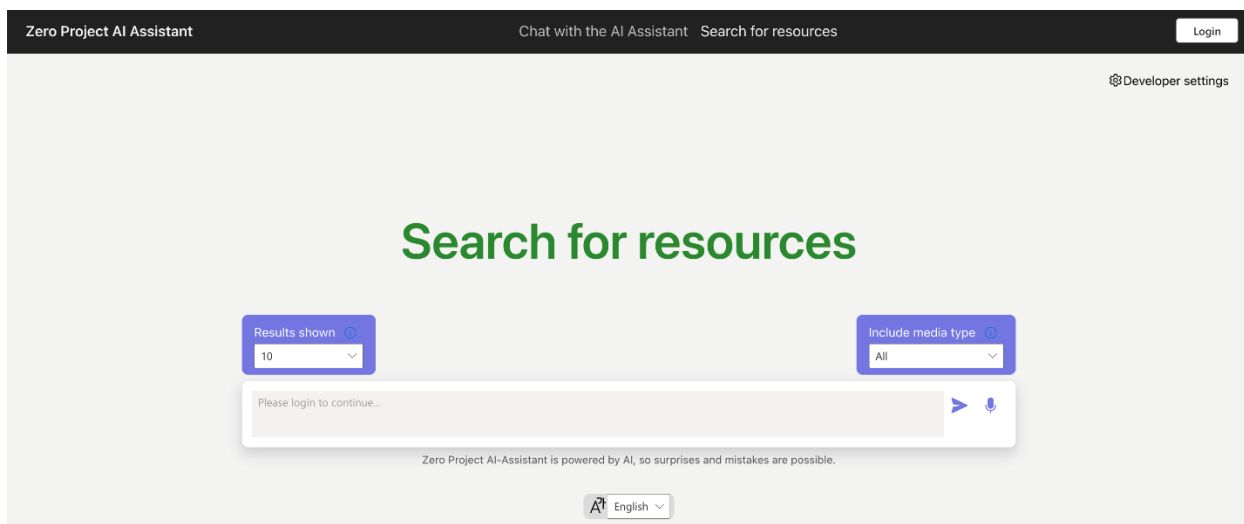 Zero Project AI Assistant Chat with the AI Assistant Search for resources Login
Developer settings
Search for resources
Results shown Include media type
10 All
Please login to continue...
Zero Project AI-Assistant is powered by AI, so surprises and mistakes are possible.
English